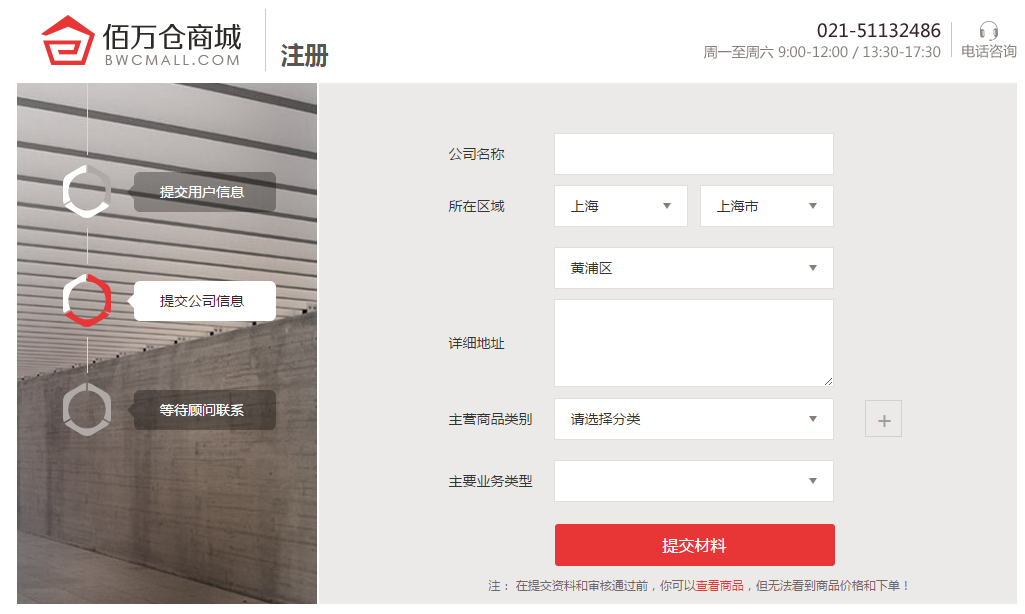 佰万仓商城
BWCMALL.COM
注册
021-51132486
周一至周六 9:00-12:00 / 13:30-17:30
电话咨询
提交用户信息
提交公司信息
等待顾问联系
公司名称
所在区域
上海
上海市
黄浦区
详细地址
主营商品类别
请选择分类
+
主要业务类型
提交材料
注： 在提交资料和审核通过前，你可以查看商品，但无法看到商品价格和下单！